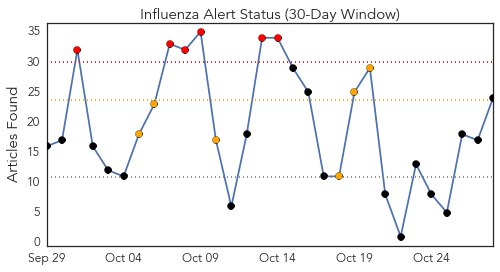 Influenza Alert Status (30-Day Window)
Articles Found
35
30
25
20
15
10
5
0
Sep 29 Oct 04 Oct 09 Oct 14 Oct 19 Oct 24